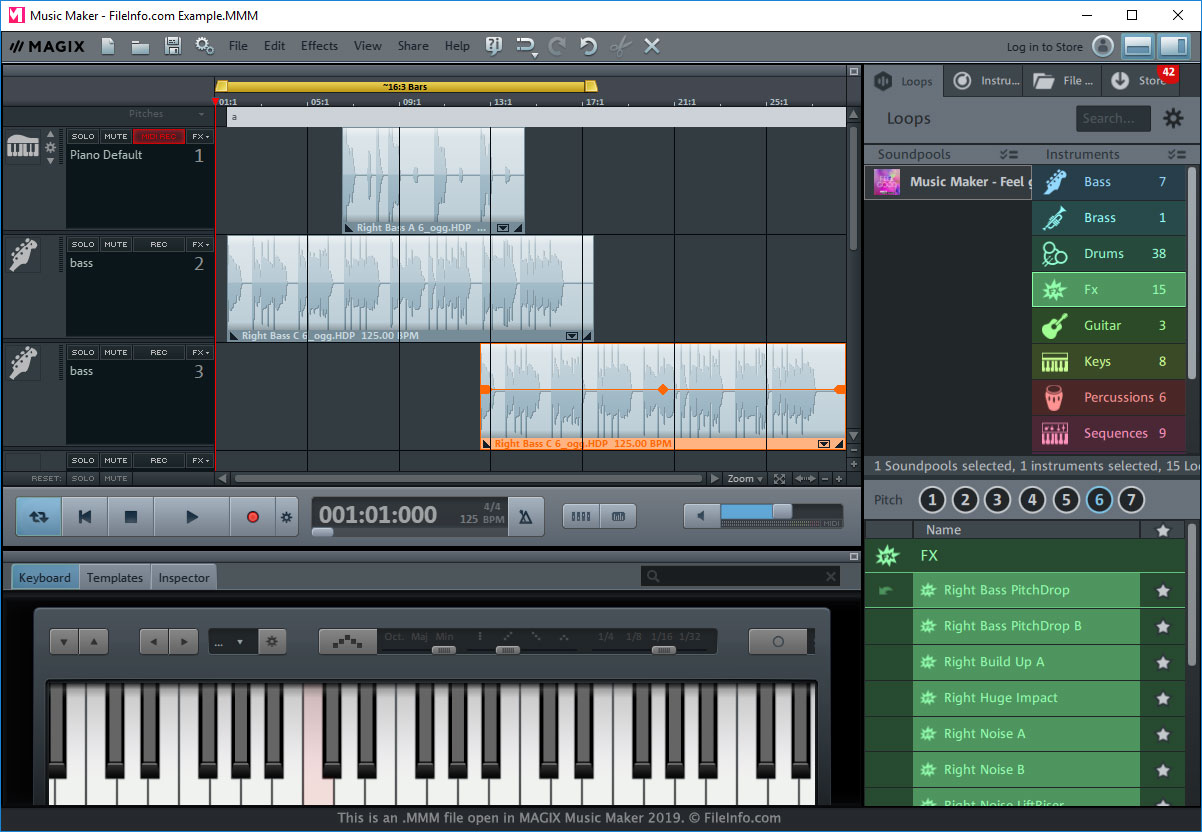 Music Maker - FileInfo.com Example.MMM
MAGIX File Edit Effects View Share Help Log in to Store
~16:3 Bars
01:1 05:1 09:1 13:1 17:1 21:1 25:1
Pitches
a
SOLO MUTE MIDI REC FX
Piano Default 1
Right Bass A 6_ogg.HDP ...
SOLO MUTE REC FX
bass 2
Right Bass C 6_ogg.HDP 125.00 BPM
SOLO MUTE REC FX
bass 3
Right Bass C 6_ogg.HDP 125.00 BPM
SOLO MUTE REC FX
RESET: SOLO MUTE
Zoom
001:01:000 4/4
125 BPM
MIDI
Keyboard Templates Inspector
...
Oct. Maj Min 1/4 1/8 1/16 1/32
Loops Instru... File ... Store 42
Loops
Search...
Soundpools Instruments
Music Maker - Feel g
Bass 7
Brass 1
Drums 38
Fx 15
Guitar 3
Keys 8
Percussions 6
Sequences 9
1 Soundpools selected, 1 instruments selected, 15 Lo
Pitch 1 2 3 4 5 6 7
Name
FX FX
Right Bass PitchDrop
Right Bass PitchDrop B
Right Build Up A
Right Huge Impact
Right Noise A
Right Noise B
Right Noise LiftRiser
This is an .MMM file open in MAGIX Music Maker 2019. © FileInfo.com